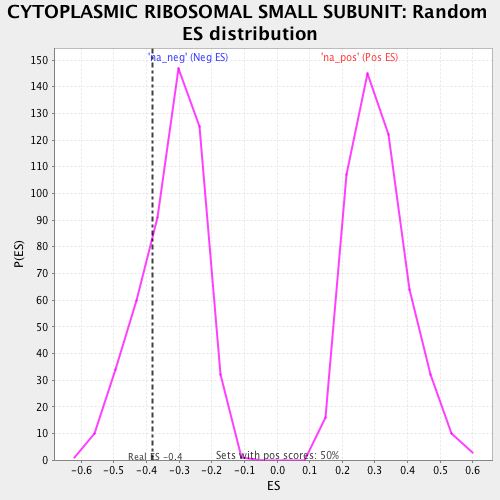 CYTOPLASMIC RIBOSOMAL SMALL SUBUNIT: Random
ES distribution
'na_neg' (Neg ES)
'na_pos' (Pos ES)
150
140
130
120
110
100
90
80
70
60
50
40
30
20
10
0
P(ES)
Real ES -0.4
Sets with pos scores: 50%
-0.6 -0.5 -0.4 -0.3 -0.2 -0.1 0.0 0.1 0.2 0.3 0.4 0.5 0.6
ES